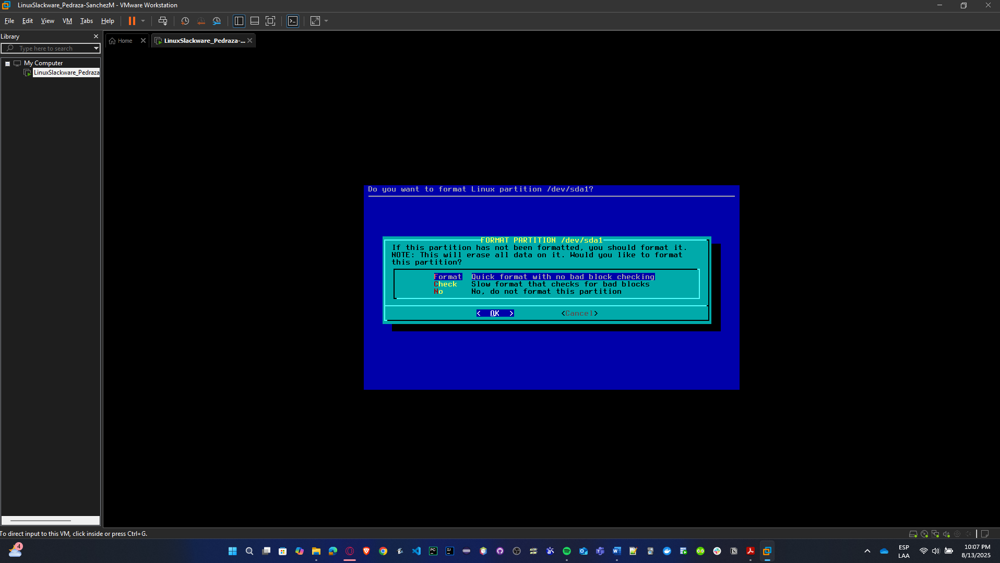 LinuxSlackware_Pedraza-SanchezM - VMware Workstation
File Edit View VM Tabs Help
Library
Type here to search
My Computer
LinuxSlackware_Pedraza
Home
LinuxSlackware_Pedraza-...
Do you want to format Linux partition /dev/sda1?
FORMAT PARTITION /dev/sda1
If this partition has not been formatted, you should format it.
NOTE: This will erase all data on it. Would you like to format
this partition?
Format Quick format with no bad block checking
Check Slow format that checks for bad blocks
No No, do not format this partition
< OK > <Cancel>
To direct input to this VM, click inside or press Ctrl+G.
4
ESP
LAA
10:07 PM
8/13/2025